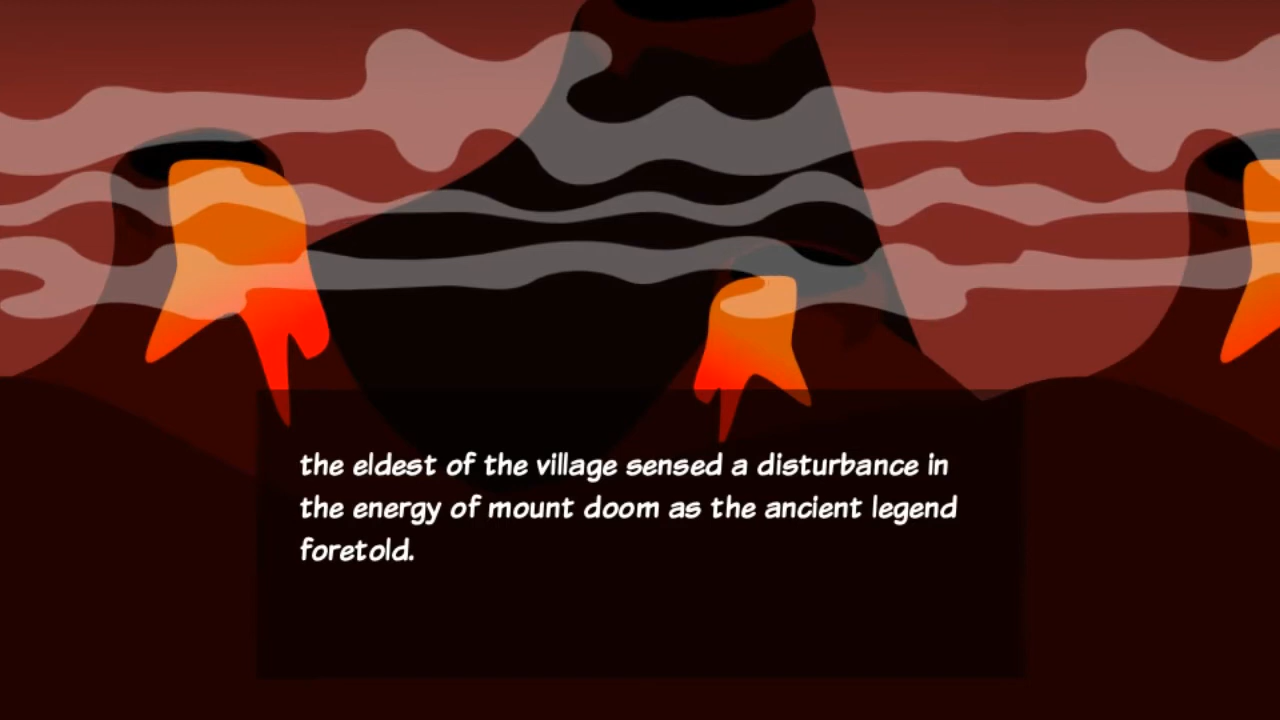 the eldest of the village sensed a disturbance in
the energy of mount doom as the ancient legend
foretold.